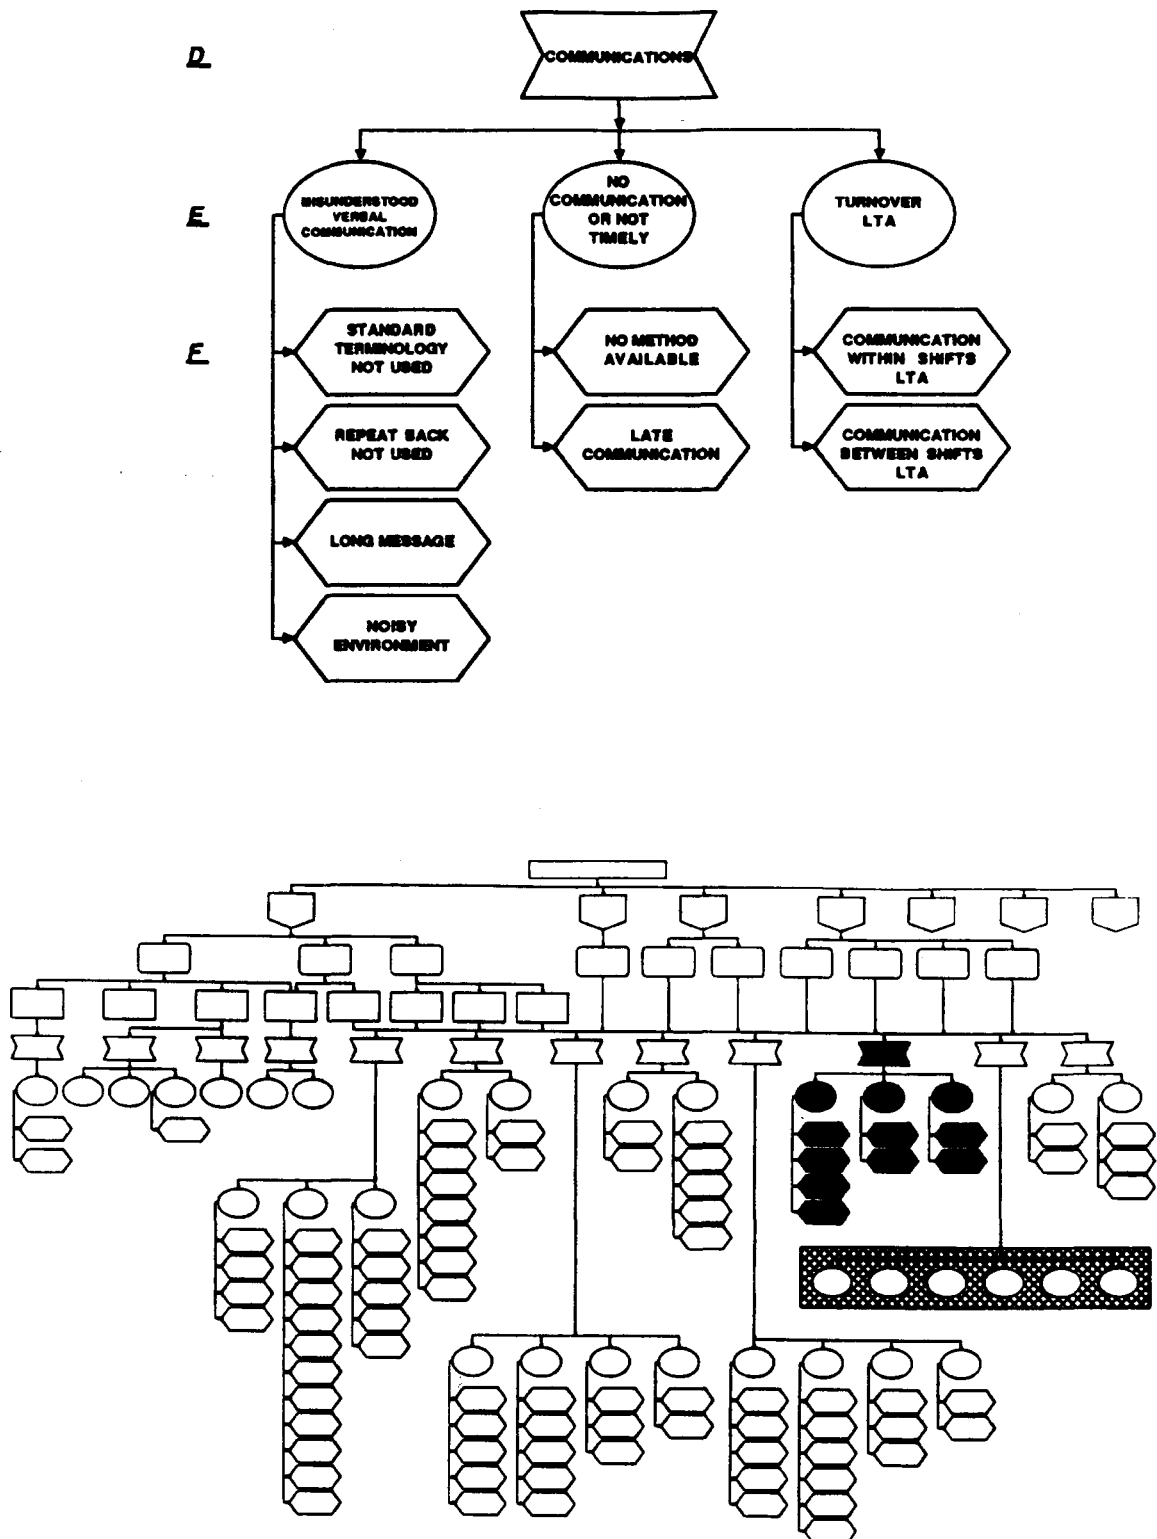 D
COMMUNICATIONS
E
MISUNDERSTOOD
VERBAL
COMMUNICATION
NO
COMMUNICATION
OR NOT
TIMELY
TURNOVER
LTA
F
STANDARD
TERMINOLOGY
NOT USED
NO METHOD
AVAILABLE
COMMUNICATION
WITHIN SHIFTS
LTA
REPEAT BACK
NOT USED
LATE
COMMUNICATION
COMMUNICATION
BETWEEN SHIFTS
LTA
LONG MESSAGE
NOISY
ENVIRONMENT